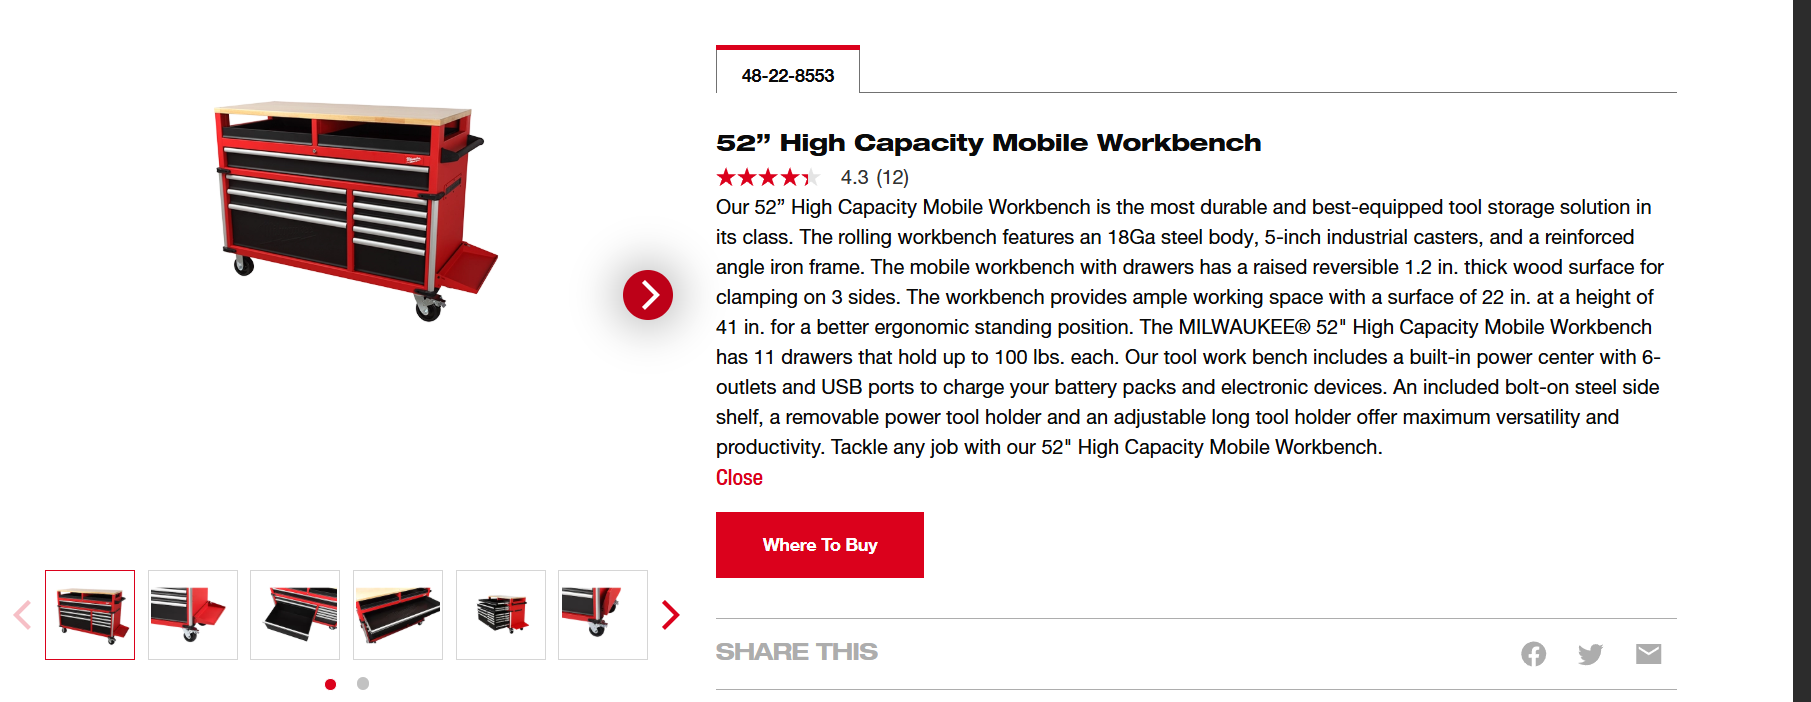 48-22-8553
52” High Capacity Mobile Workbench
4.3 (12)
Our 52” High Capacity Mobile Workbench is the most durable and best-equipped tool storage solution in
its class. The rolling workbench features an 18Ga steel body, 5-inch industrial casters, and a reinforced
angle iron frame. The mobile workbench with drawers has a raised reversible 1.2 in. thick wood surface for
clamping on 3 sides. The workbench provides ample working space with a surface of 22 in. at a height of
41 in. for a better ergonomic standing position. The MILWAUKEE® 52" High Capacity Mobile Workbench
has 11 drawers that hold up to 100 lbs. each. Our tool work bench includes a built-in power center with 6-
outlets and USB ports to charge your battery packs and electronic devices. An included bolt-on steel side
shelf, a removable power tool holder and an adjustable long tool holder offer maximum versatility and
productivity. Tackle any job with our 52" High Capacity Mobile Workbench.
Close
Where To Buy
SHARE THIS